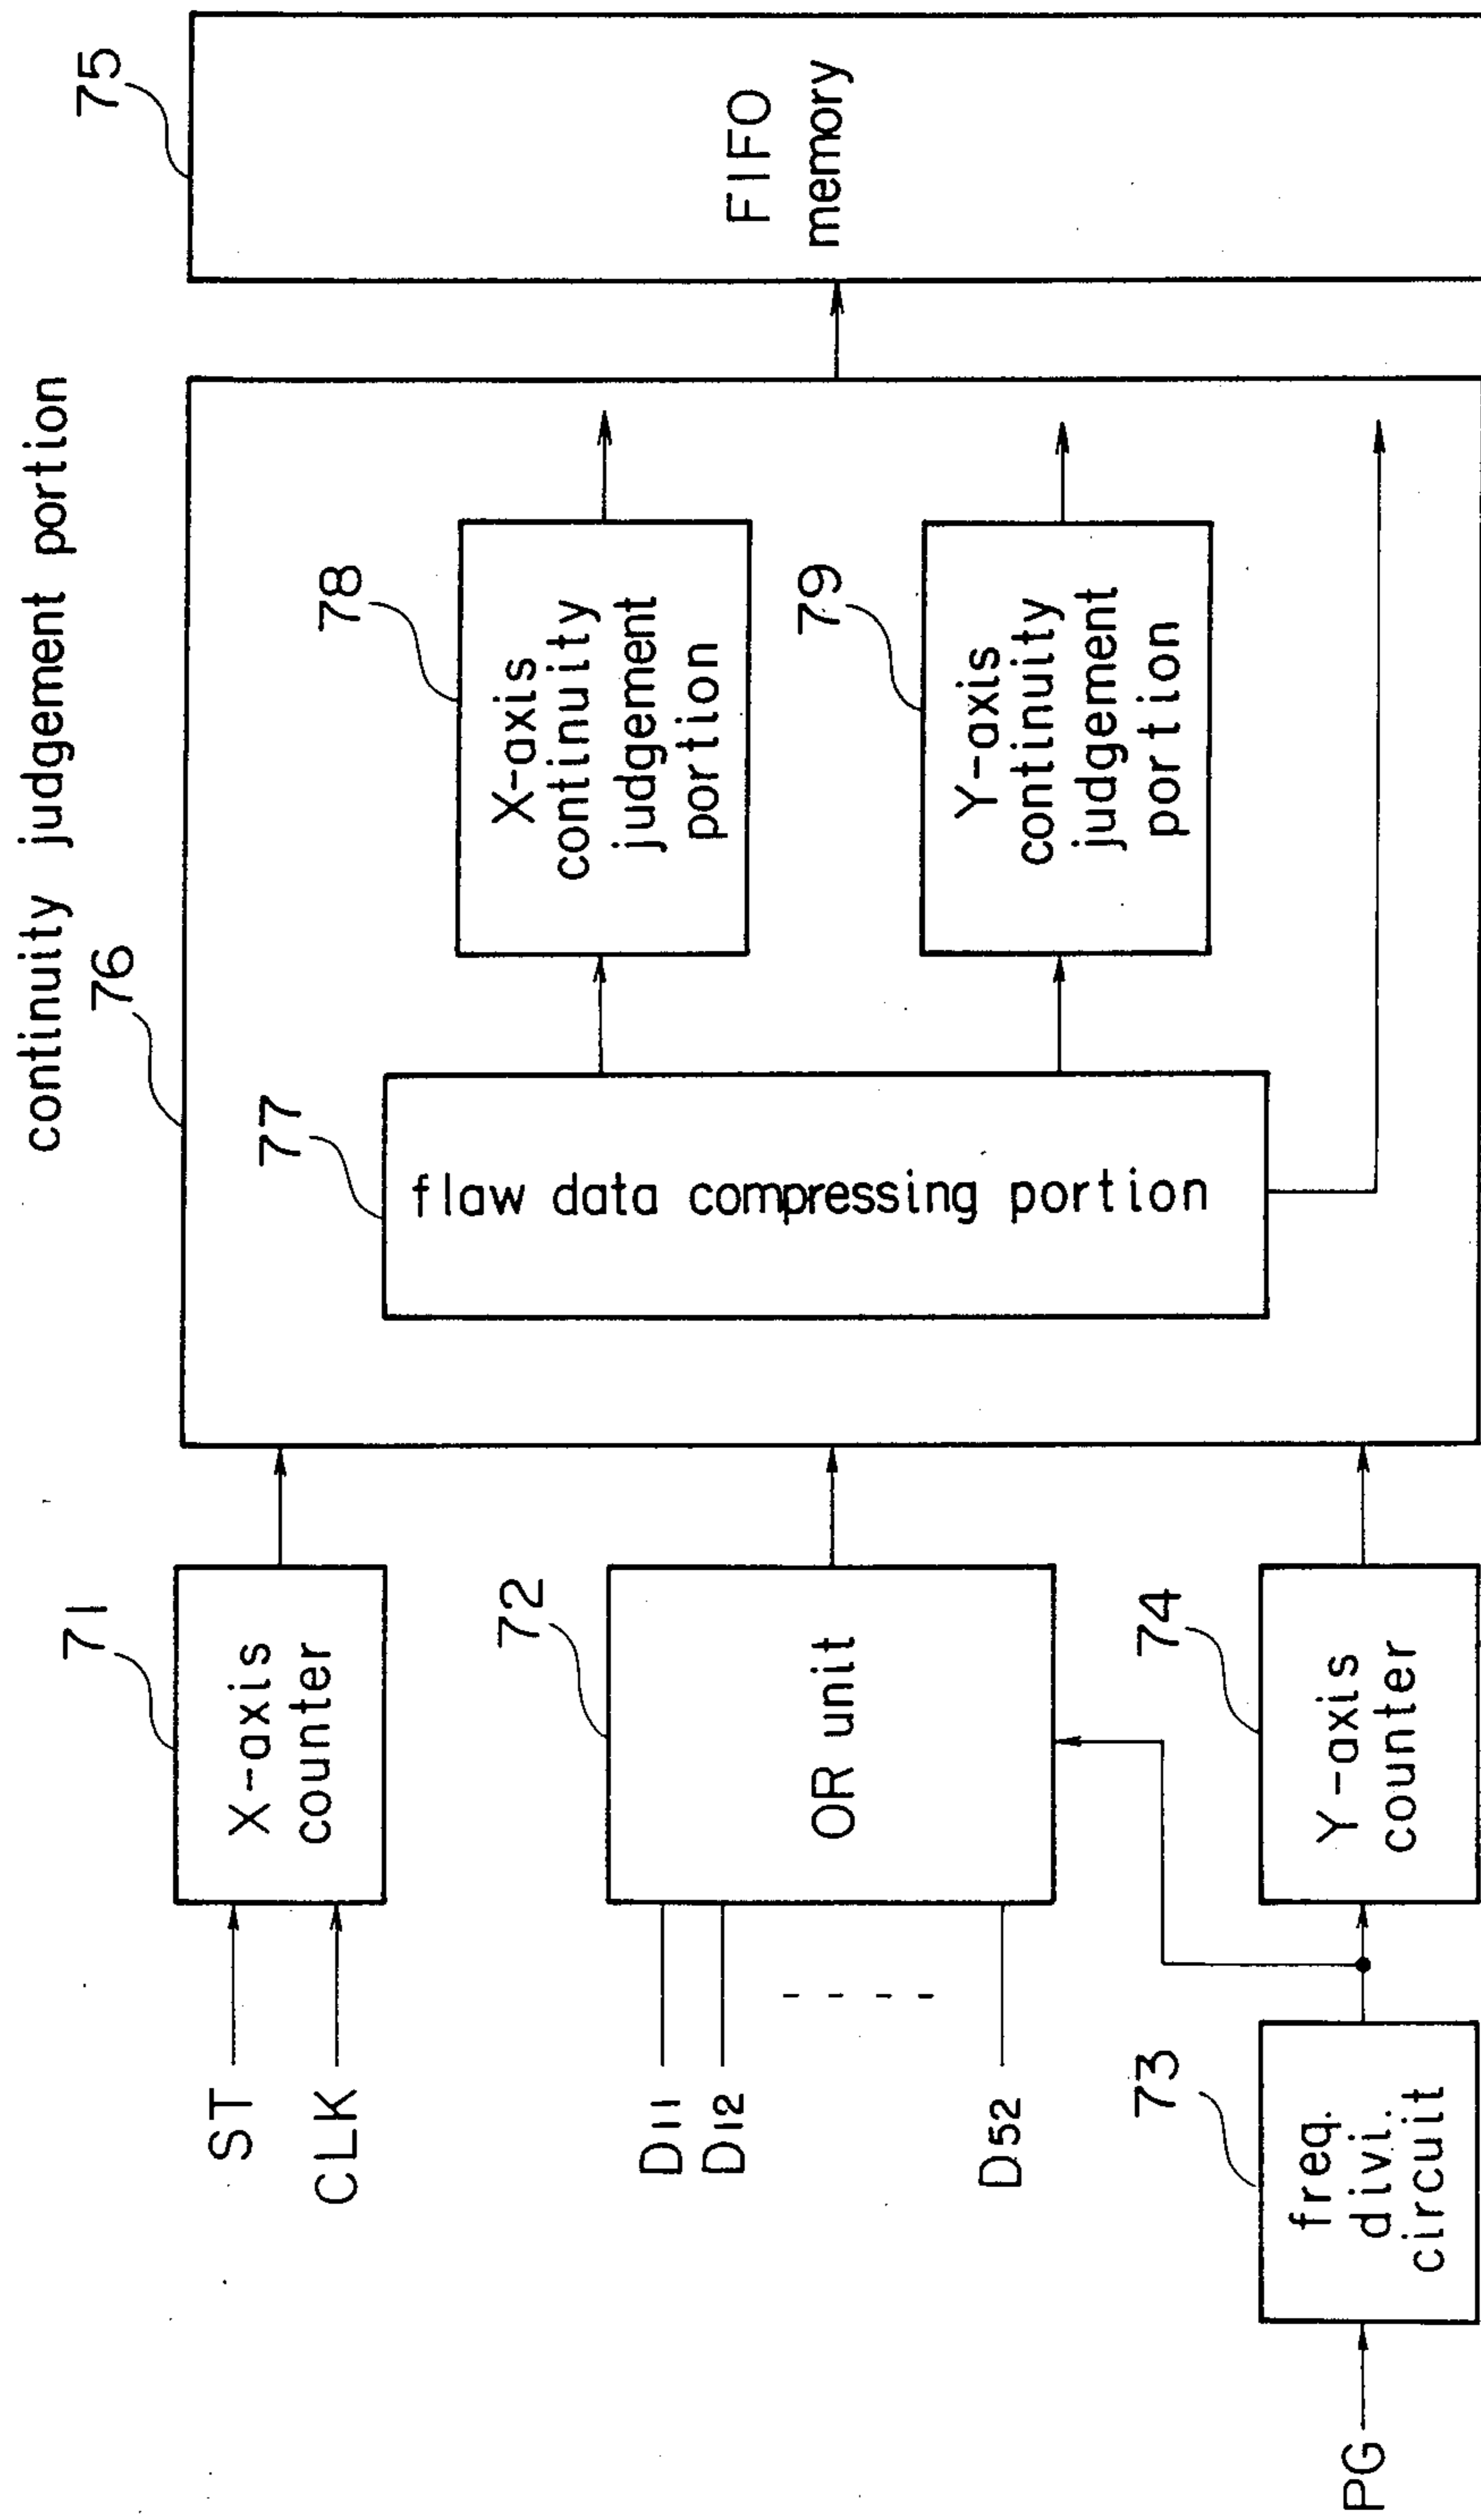 continuity judgement portion
76
75
77
flaw data compressing portion
78
X-axis
continuity
judgement
portion
79
Y-axis
continuity
judgement
portion
FIFO
memory
71
X-axis
counter
ST
CLK
72
OR unit
D11
D12
D52
74
Y-axis
counter
73
freq.
divi.
circuit
PG